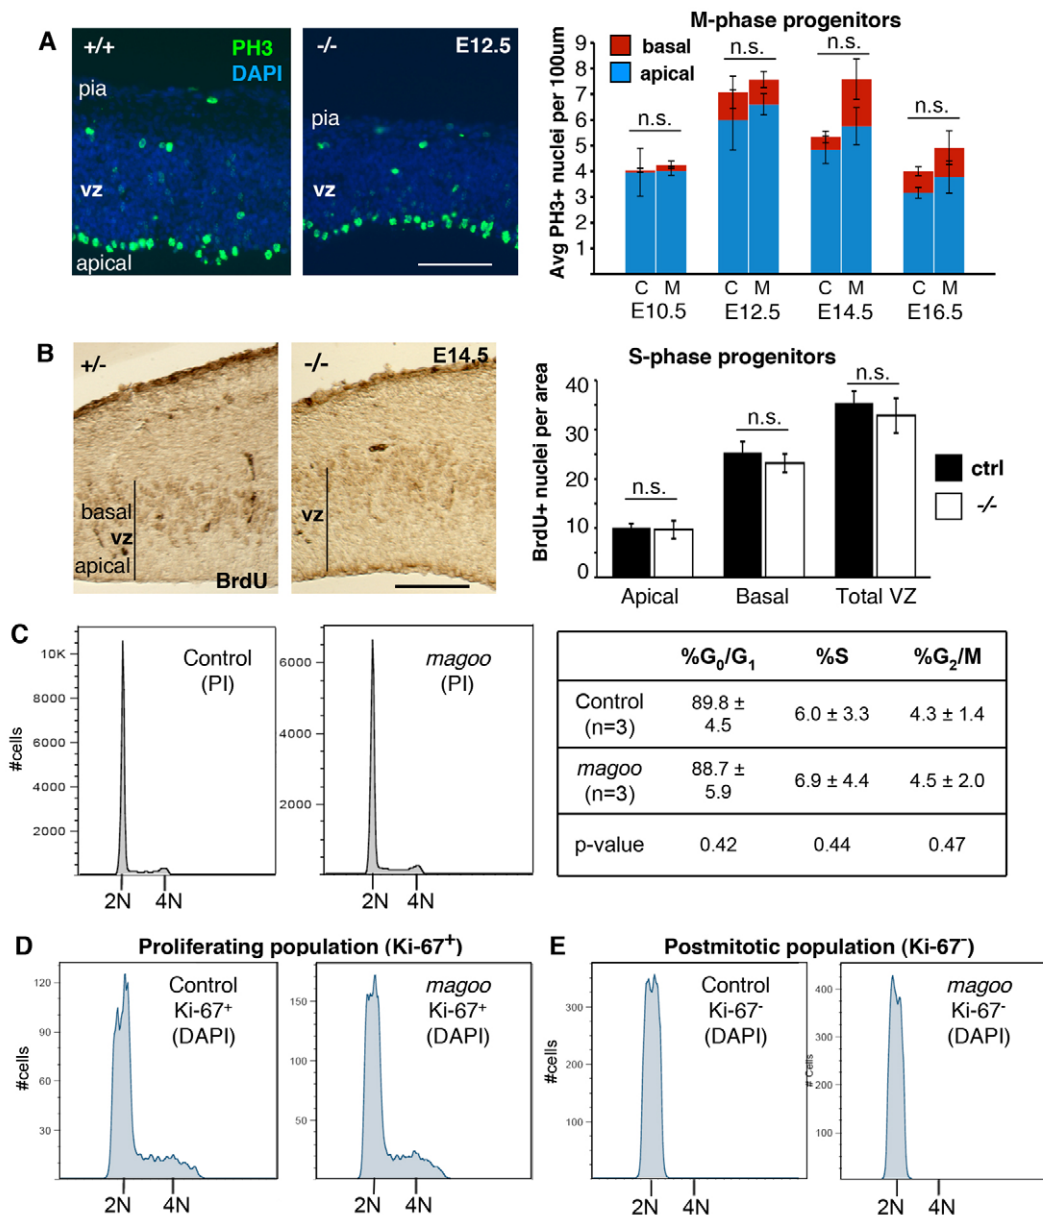 A
+/+
PH3
DAPI
pia
vz
apical
-/-
E12.5
pia
vz
M-phase progenitors
basal
apical
n.s.
n.s.
n.s.
n.s.
Avg PH3+ nuclei per 100um
9
8
7
6
5
4
3
2
1
C M C M C M C M
E10.5 E12.5 E14.5 E16.5
B
+/-
basal
vz
apical
BrdU
-/-
E14.5
vz
S-phase progenitors
n.s.
n.s.
n.s.
BrdU+ nuclei per area
40
30
20
10
0
Apical Basal Total VZ
ctrl
-/-
C
Control
(PI)
#cells
10K
8000
6000
4000
2000
2N 4N
magoo
(PI)
6000
4000
2000
2N 4N
%G0/G1 %S %G2/M
Control (n=3) 89.8 ± 4.5 6.0 ± 3.3 4.3 ± 1.4
magoo (n=3) 88.7 ± 5.9 6.9 ± 4.4 4.5 ± 2.0
p-value 0.42 0.44 0.47
D
Proliferating population (Ki-67+)
Control
Ki-67+
(DAPI)
#cells
120
90
60
30
2N 4N
magoo
Ki-67+
(DAPI)
150
100
50
2N 4N
E
Postmitotic population (Ki-67-)
Control
Ki-67-
(DAPI)
#cells
300
200
100
2N 4N
magoo
Ki-67-
(DAPI)
# Cells
400
300
200
100
2N 4N